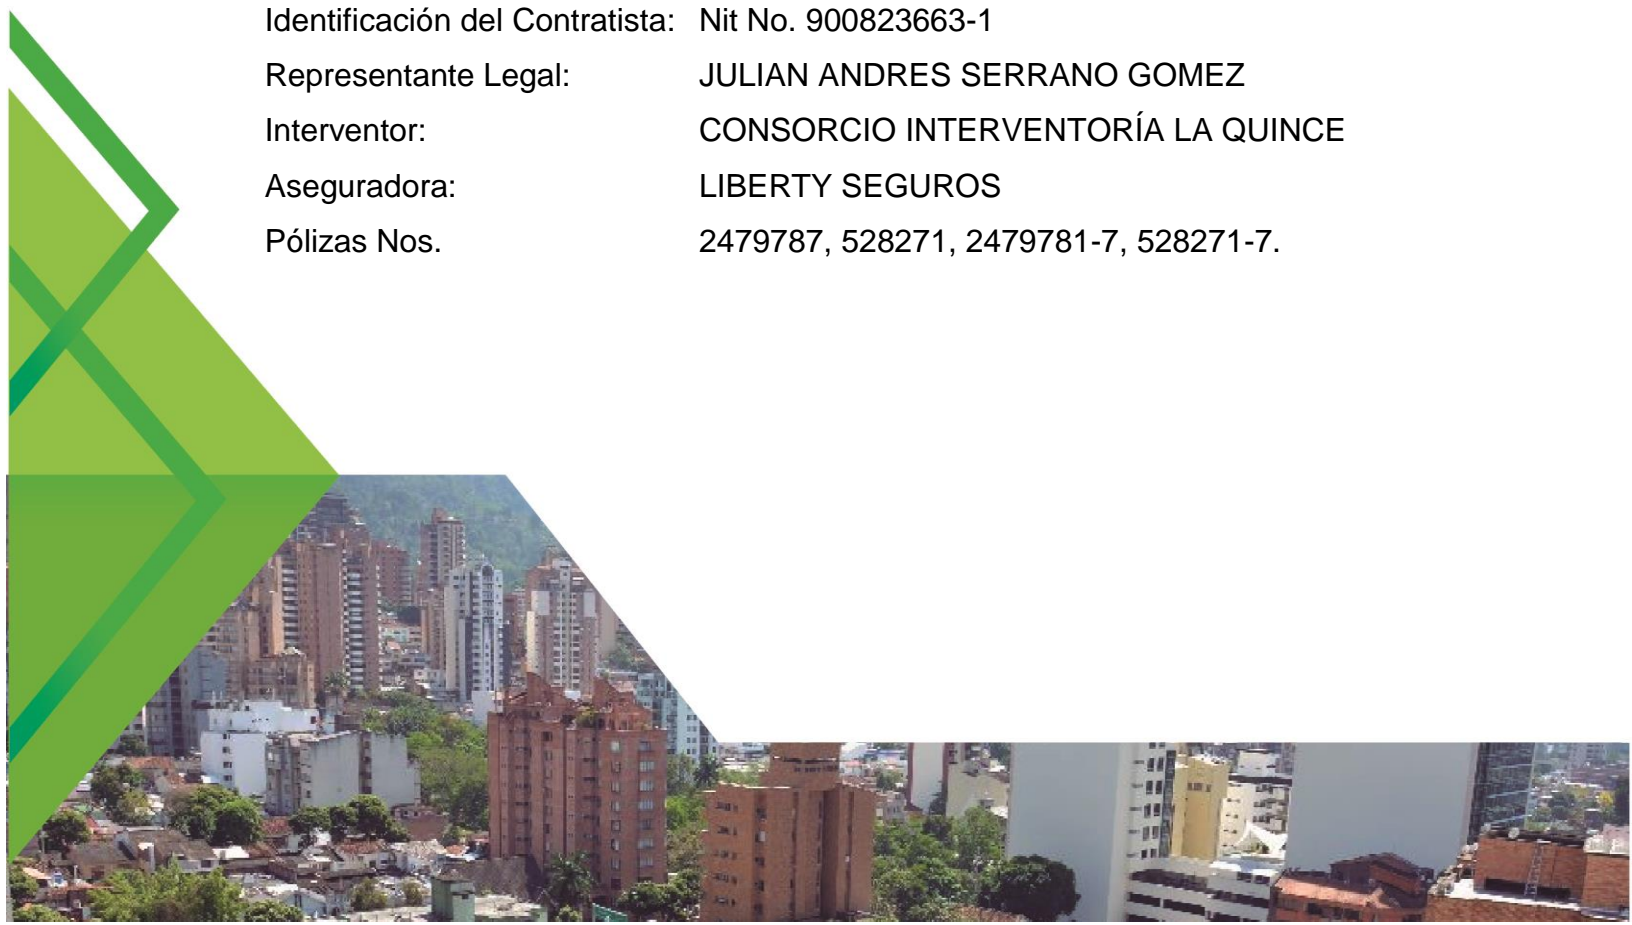 Identificación del Contratista: Nit No. 900823663-1
Representante Legal: JULIAN ANDRES SERRANO GOMEZ
Interventor: CONSORCIO INTERVENTORÍA LA QUINCE
Aseguradora: LIBERTY SEGUROS
Pólizas Nos. 2479787, 528271, 2479781-7, 528271-7.